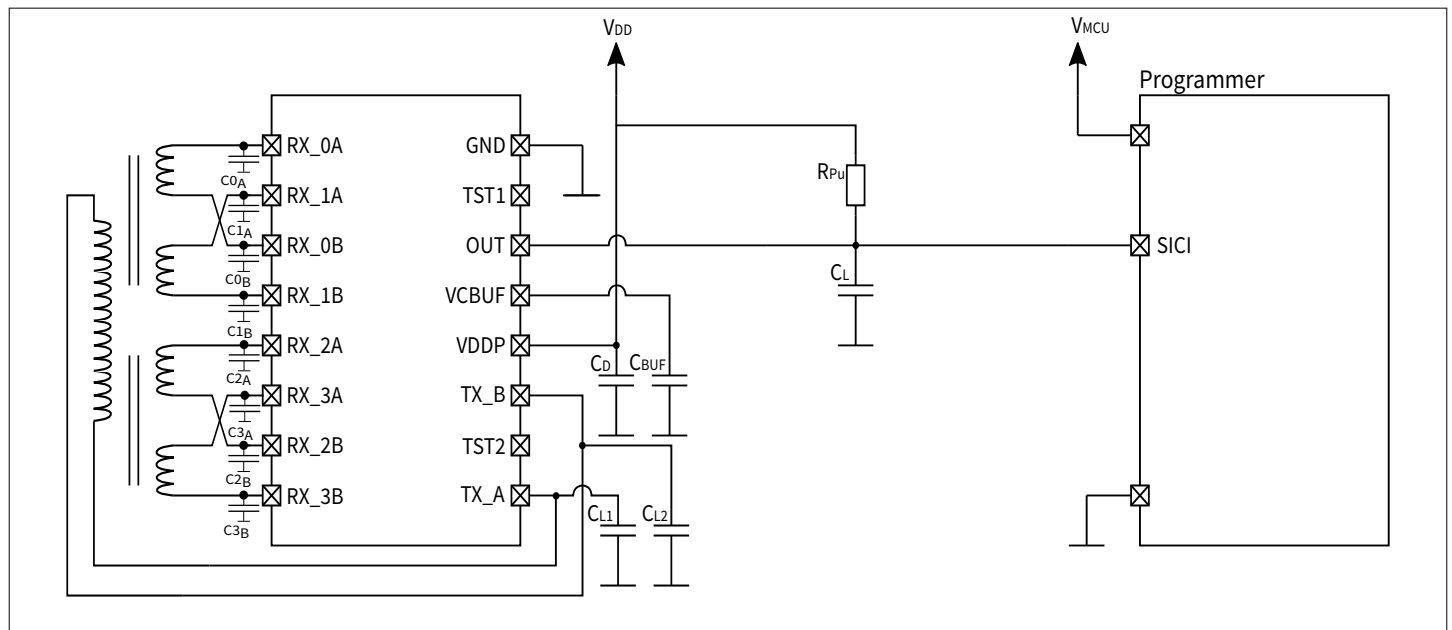 VDD
VMCU
Programmer
RX_0A
GND
C0A
RPu
RX_1A
TST1
C1A
RX_0B
OUT
SICI
C0B
CL
RX_1B
VCBUF
C1B
RX_2A
VDDP
CD
CBUF
C2A
RX_3A
TX_B
C3A
RX_2B
TST2
C2B
RX_3B
TX_A
CL1
CL2
C3B